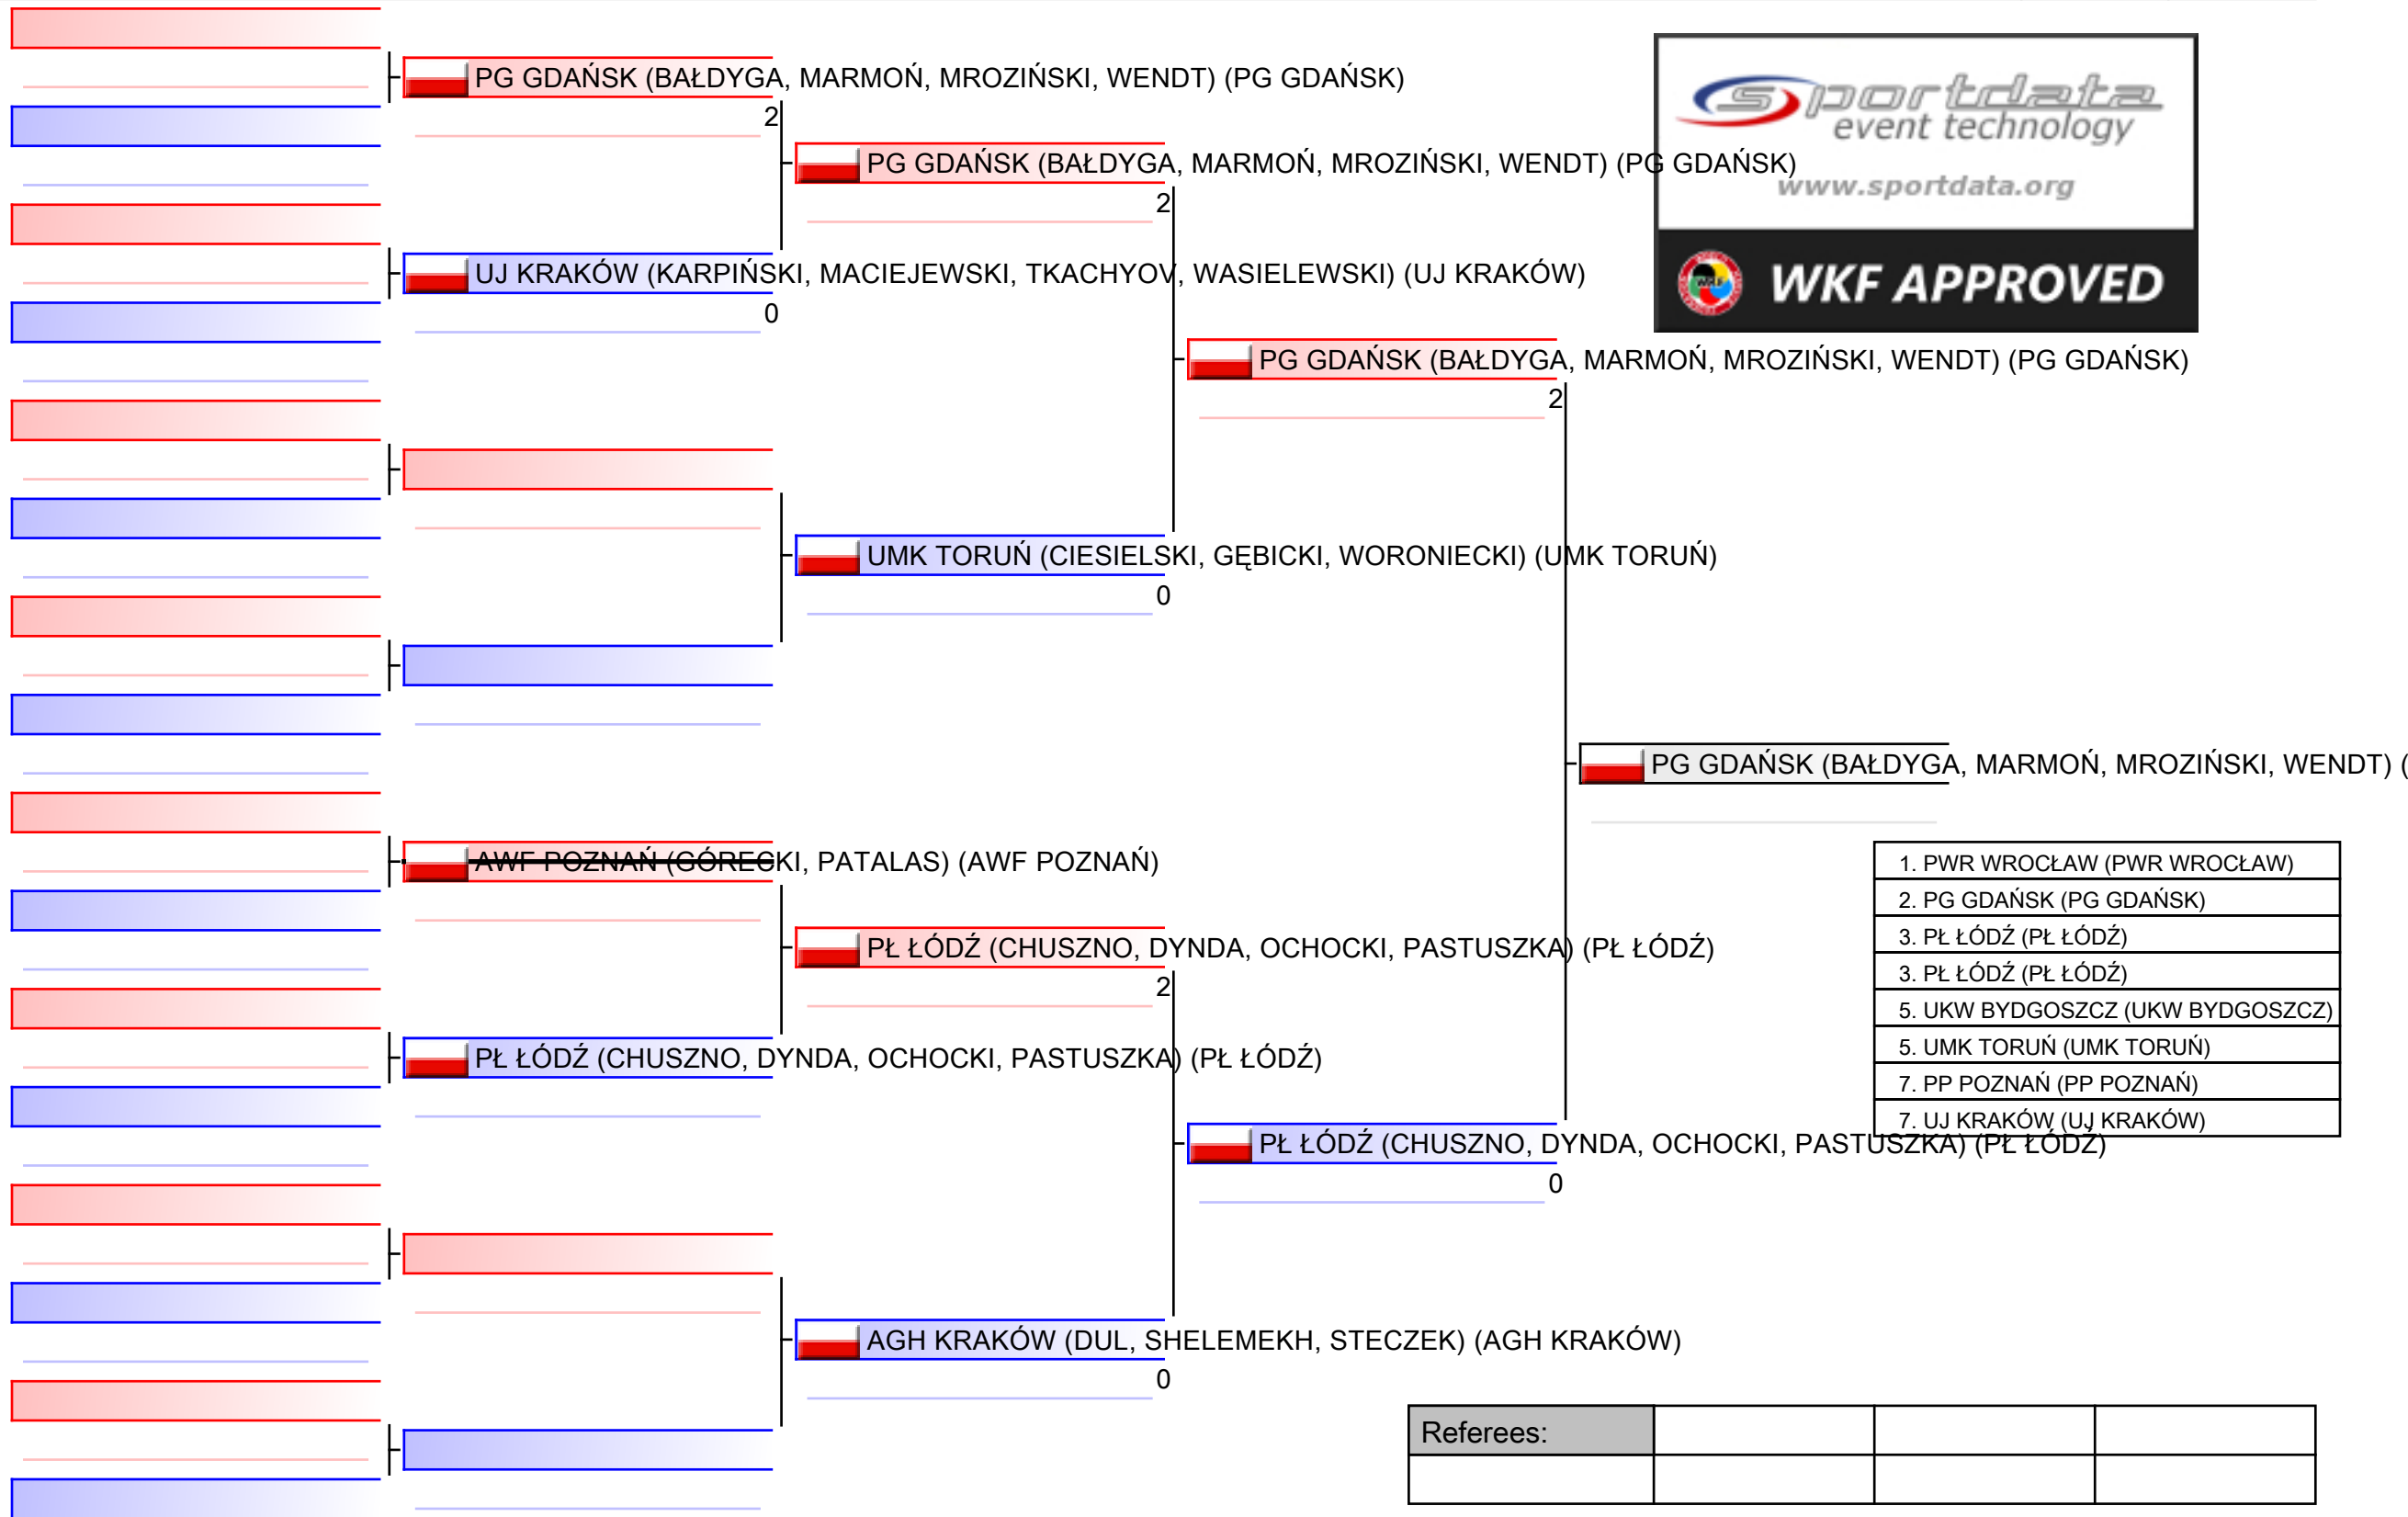 PG GDAŃSK (BAŁDYGA, MARMOŃ, MROZIŃSKI, WENDT) (PG GDAŃSK)
2
sportdata
event technology
www.sportdata.org
WKF APPROVED
PG GDAŃSK (BAŁDYGA, MARMOŃ, MROZIŃSKI, WENDT) (PG GDAŃSK)
2
UJ KRAKÓW (KARPIŃSKI, MACIEJEWSKI, TKACHYOV, WASIELEWSKI) (UJ KRAKÓW)
0
PG GDAŃSK (BAŁDYGA, MARMOŃ, MROZIŃSKI, WENDT) (PG GDAŃSK)
2
UMK TORUŃ (CIESIELSKI, GĘBICKI, WORONIECKI) (UMK TORUŃ)
0
PG GDAŃSK (BAŁDYGA, MARMOŃ, MROZIŃSKI, WENDT) (
AWF POZNAŃ (GÓRECKI, PATALAS) (AWF POZNAŃ)
PŁ ŁÓDŹ (CHUSZNO, DYNDA, OCHOCKI, PASTUSZKA) (PŁ ŁÓDŹ)
2
PŁ ŁÓDŹ (CHUSZNO, DYNDA, OCHOCKI, PASTUSZKA) (PŁ ŁÓDŹ)
1. PWR WROCŁAW (PWR WROCŁAW)
2. PG GDAŃSK (PG GDAŃSK)
3. PŁ ŁÓDŹ (PŁ ŁÓDŹ)
3. PŁ ŁÓDŹ (PŁ ŁÓDŹ)
5. UKW BYDGOSZCZ (UKW BYDGOSZCZ)
5. UMK TORUŃ (UMK TORUŃ)
7. PP POZNAŃ (PP POZNAŃ)
7. UJ KRAKÓW (UJ KRAKÓW)
PŁ ŁÓDŹ (CHUSZNO, DYNDA, OCHOCKI, PASTUSZKA) (PŁ ŁÓDŹ)
0
AGH KRAKÓW (DUL, SHELEMEKH, STECZEK) (AGH KRAKÓW)
0
Referees: